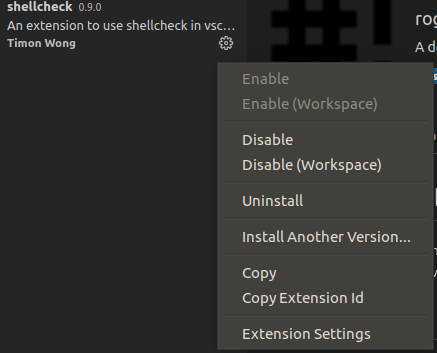 shellcheck 0.9.0
An extension to use shellcheck in vsc...
Timon Wong
Enable
Enable (Workspace)
Disable
Disable (Workspace)
Uninstall
Install Another Version...
Copy
Copy Extension Id
Extension Settings